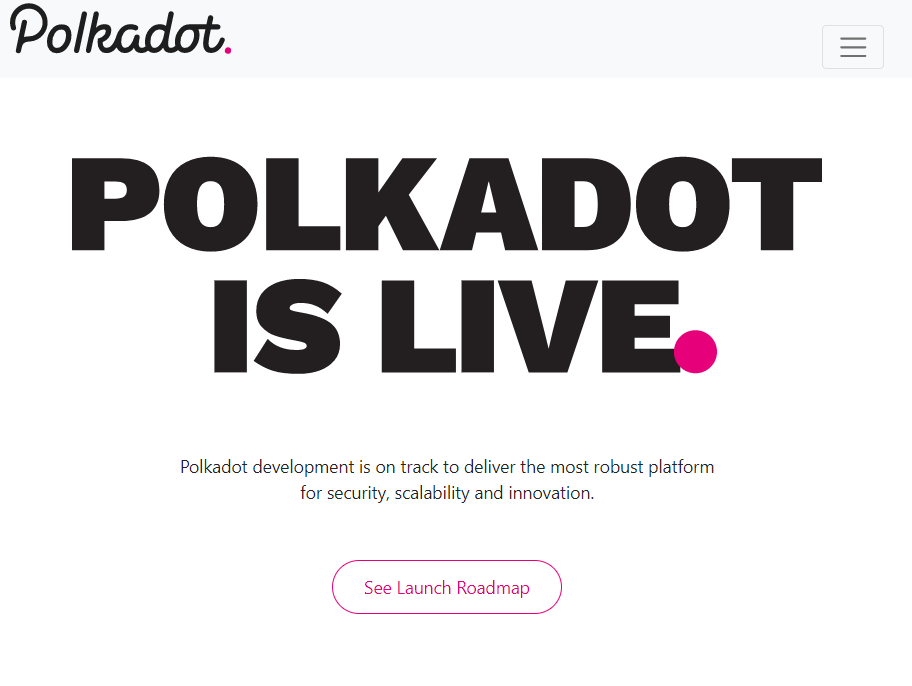 Polkadot.
POLKADOT
IS LIVE.
Polkadot development is on track to deliver the most robust platform
for security, scalability and innovation.
See Launch Roadmap